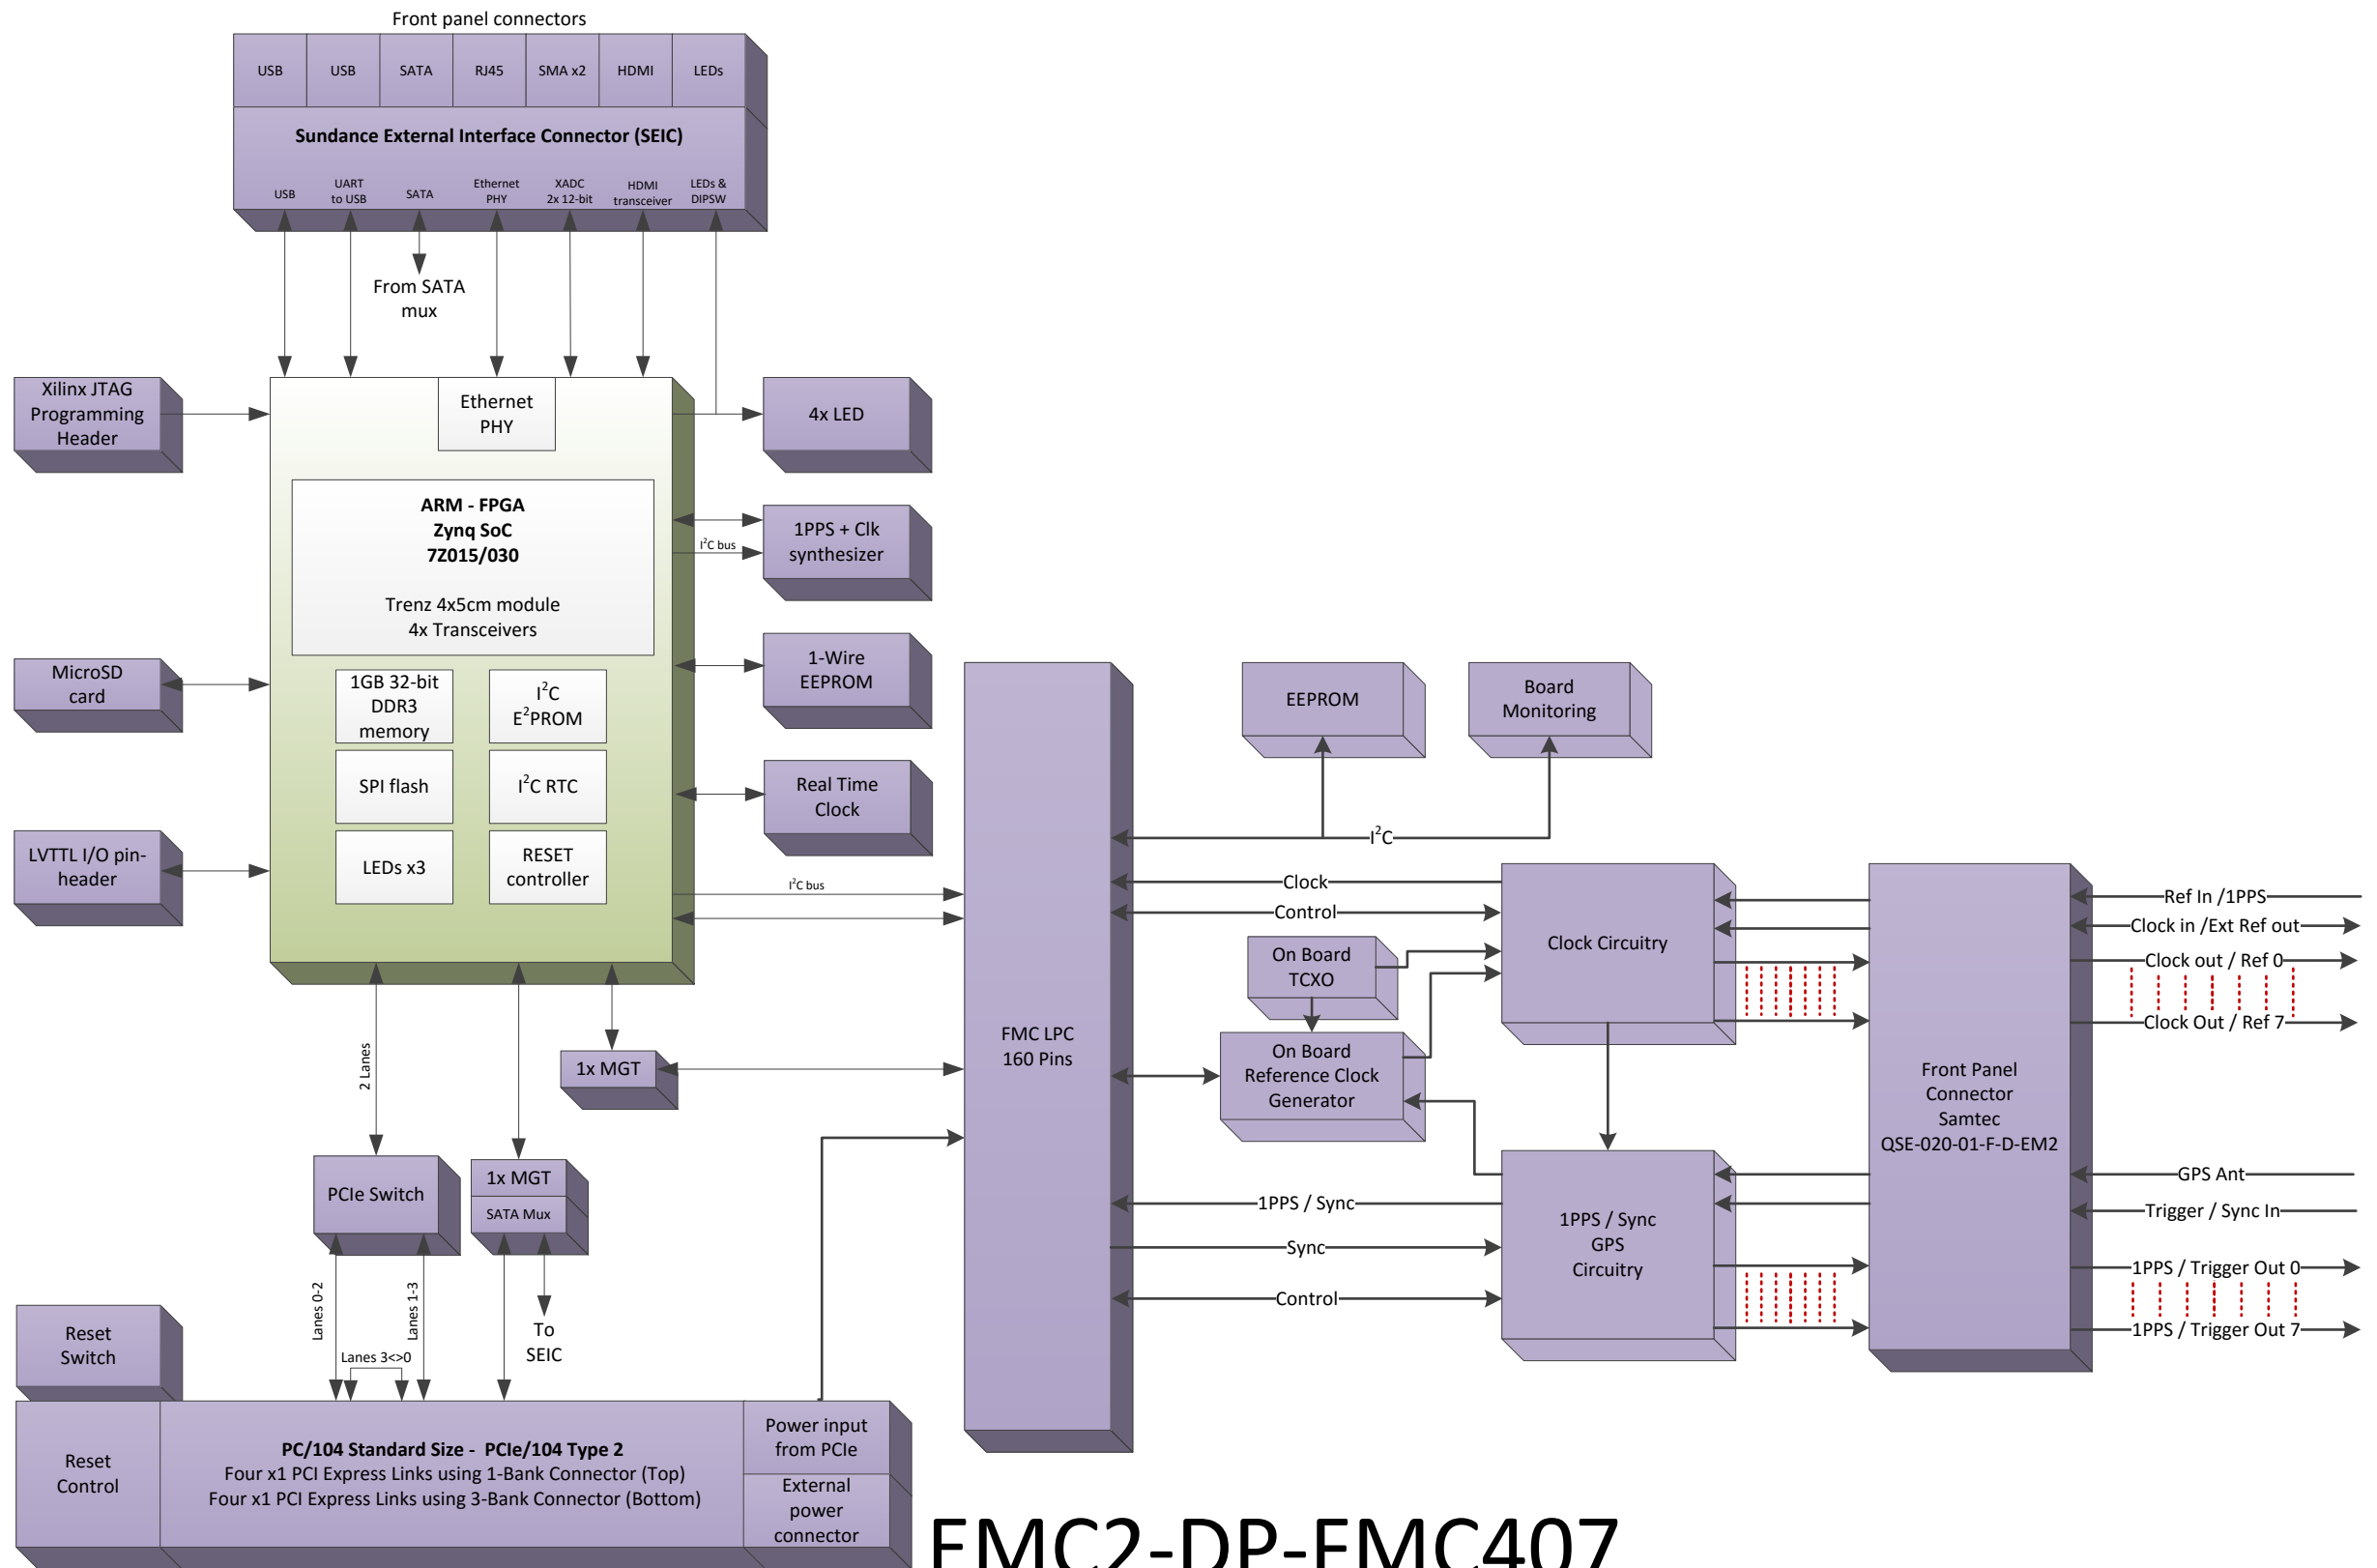 Front panel connectors
USB
USB
SATA
RJ45
SMA x2
HDMI
LEDs
Sundance External Interface Connector (SEIC)
USB
UART
to USB
SATA
Ethernet
PHY
XADC
2x 12-bit
HDMI
transceiver
LEDs &
DIPSW
From SATA
mux
Xilinx JTAG
Programming
Header
Ethernet
PHY
4x LED
ARM - FPGA
Zynq SoC
7Z015/030
Trenz 4x5cm module
4x Transceivers
I²C bus
1PPS + Clk
synthesizer
MicroSD
card
1GB 32-bit
DDR3
memory
I²C
E²PROM
1-Wire
EEPROM
SPI flash
I²C RTC
Real Time
Clock
LVTTL I/O pin-
header
LEDs x3
RESET
controller
I²C bus
EEPROM
Board
Monitoring
I²C
Clock
Control
Clock Circuitry
On Board
TCXO
On Board
Reference Clock
Generator
FMC LPC
160 Pins
Ref In /1PPS
Clock in /Ext Ref out
Clock out / Ref 0
Clock Out / Ref 7
Front Panel
Connector
Samtec
QSE-020-01-F-D-EM2
GPS Ant
Trigger / Sync In
1PPS / Trigger Out 0
1PPS / Trigger Out 7
1PPS / Sync
Sync
Control
1PPS / Sync
GPS
Circuitry
2 Lanes
1x MGT
PCIe Switch
1x MGT
SATA Mux
Lanes 0-2
Lanes 1-3
Lanes 3<>0
To
SEIC
Reset
Switch
Reset
Control
PC/104 Standard Size - PCIe/104 Type 2
Four x1 PCI Express Links using 1-Bank Connector (Top)
Four x1 PCI Express Links using 3-Bank Connector (Bottom)
Power input
from PCIe
External
power
connector
EMC2-DP-FMC407